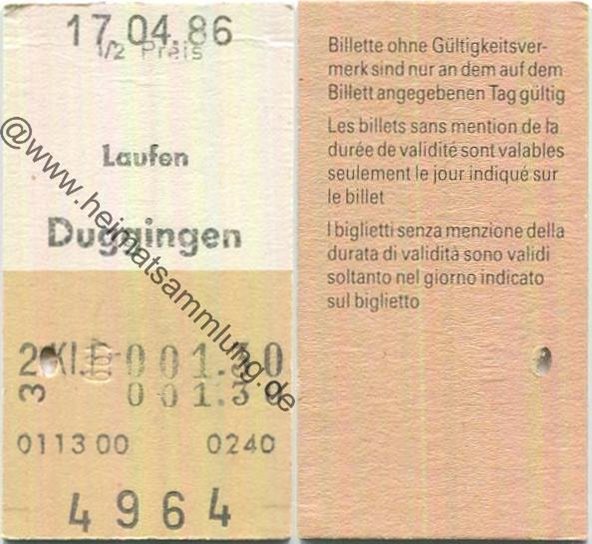 17.04.86
1/2 Preis
Laufen
Duggingen
2 Kl. 001.30
3 001.30
0113 00 0240
4964
@www.heimatsammlung.de
Billette ohne Gültigkeitsver-
merk sind nur an dem auf dem
Billett angegebenen Tag gültig
Les billets sans mention de la
durée de validité sont valables
seulement le jour indiqué sur
le billet
I biglietti senza menzione della
durata di validità sono validi
soltanto nel giorno indicato
sul biglietto